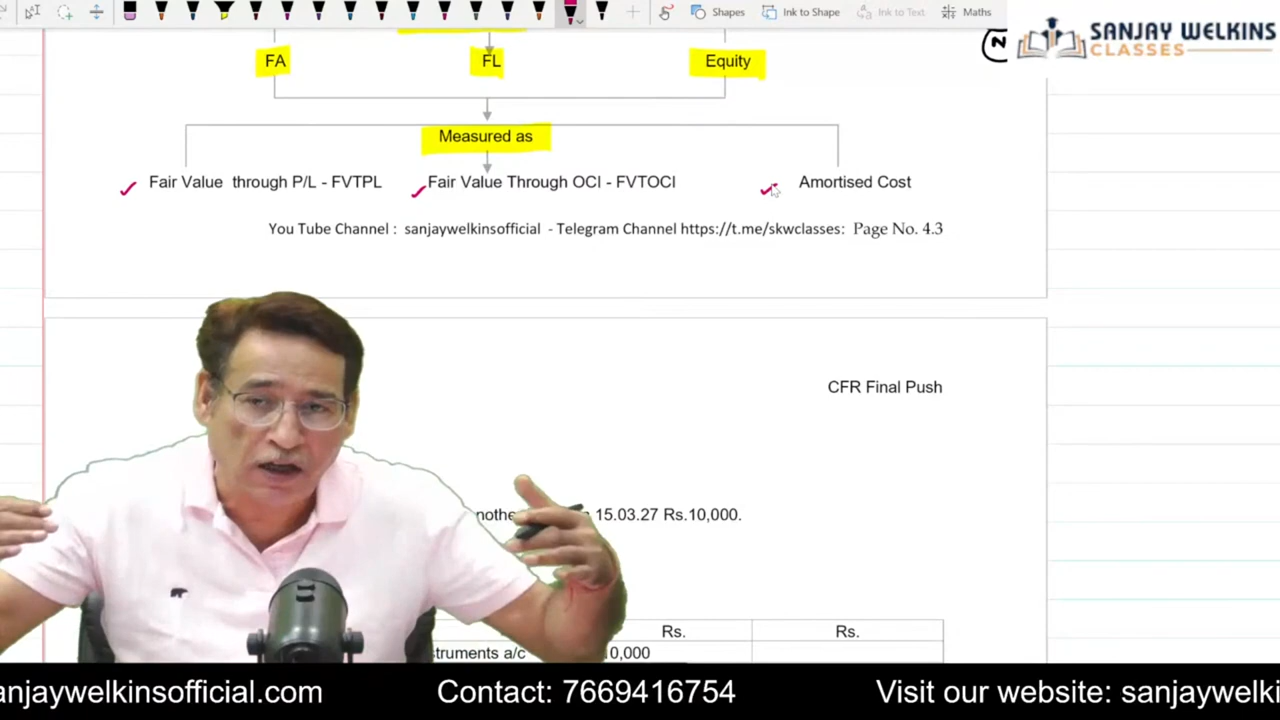 Shapes Ink to Shape Ink to Text Maths
SANJAY WELKINS
CLASSES
N
FA FL Equity
Measured as
Fair Value through P/L - FVTPL Fair Value Through OCI - FVTOCI Amortised Cost
You Tube Channel : sanjaywelkinsofficial - Telegram Channel https://t.me/skwclasses: Page No. 4.3
CFR Final Push
15.03.27 Rs.10,000.
Rs. Rs.
struments a/c 10,000
anjaywelkinsofficial.com Contact: 7669416754 Visit our website: sanjaywelki